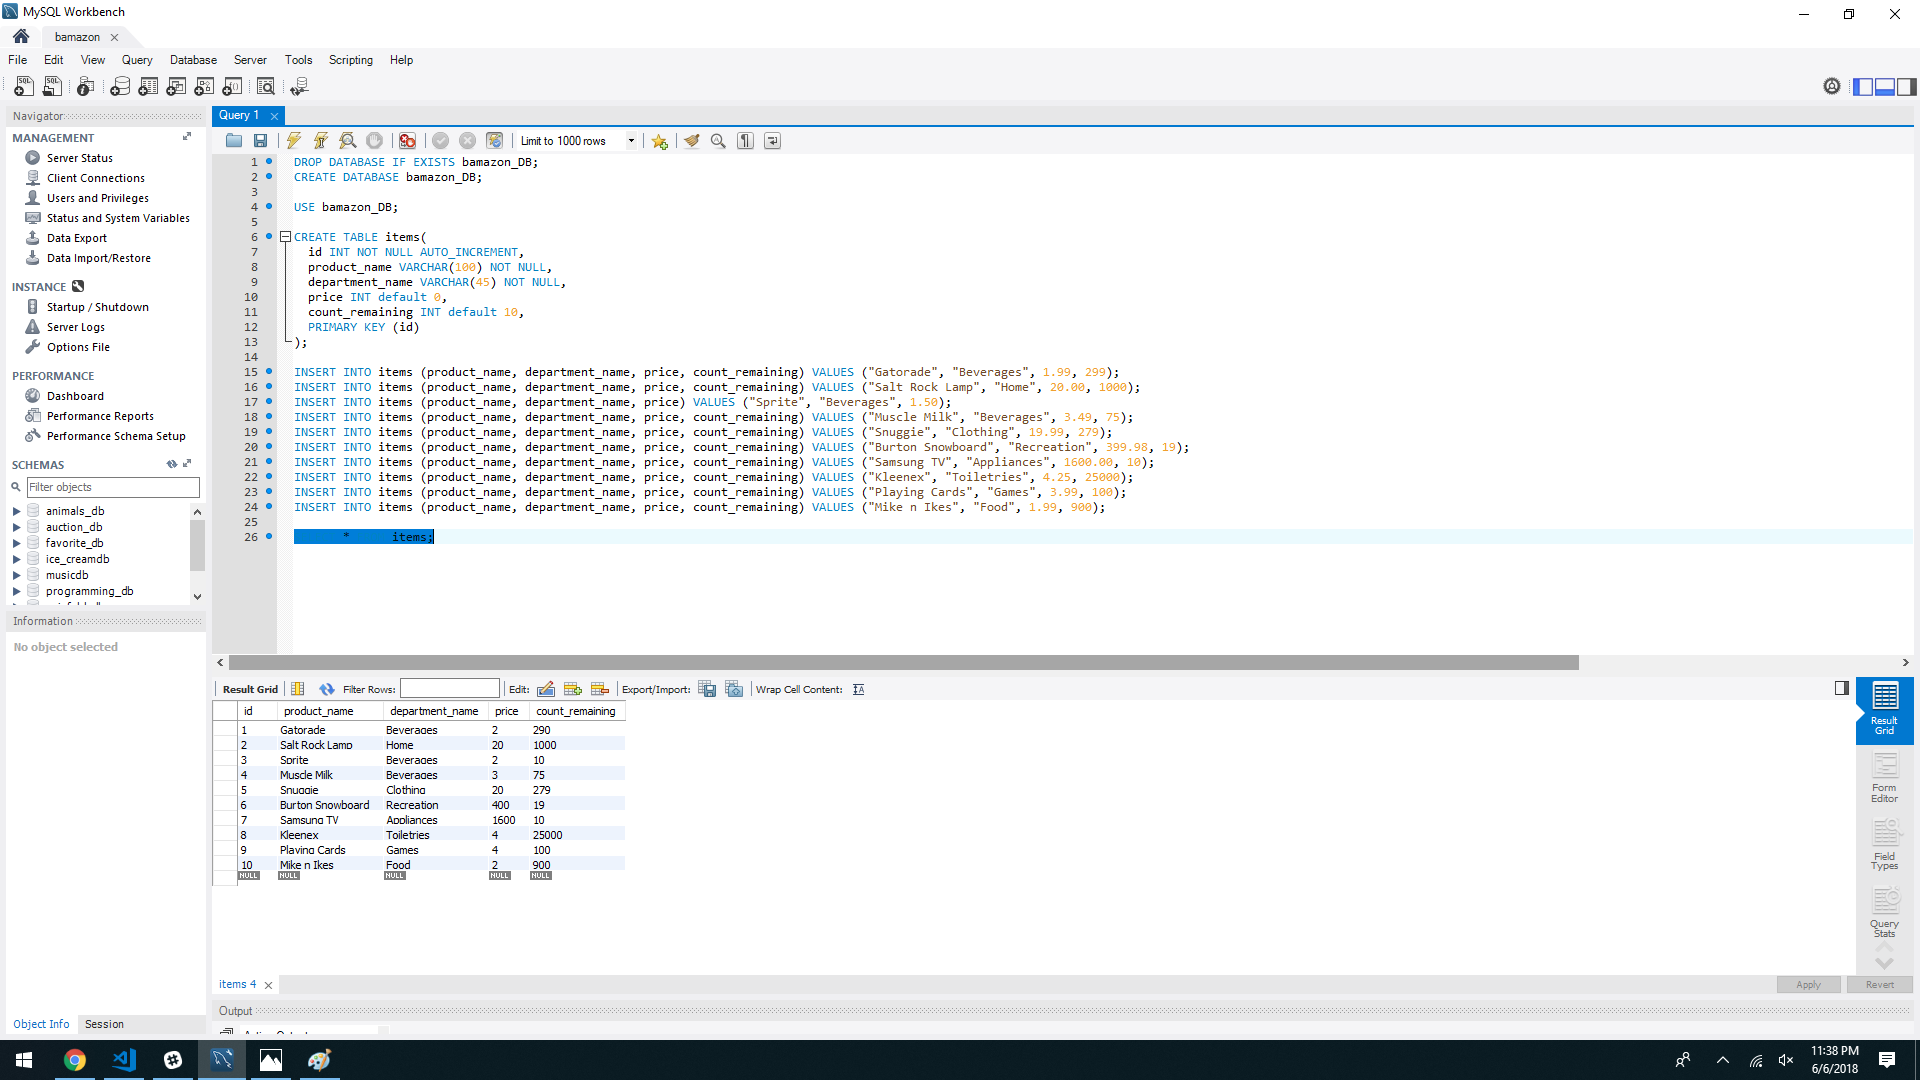 MySQL Workbench
bamazon
File Edit View Query Database Server Tools Scripting Help
Navigator
MANAGEMENT
Server Status
Client Connections
Users and Privileges
Status and System Variables
Data Export
Data Import/Restore
INSTANCE
Startup / Shutdown
Server Logs
Options File
PERFORMANCE
Dashboard
Performance Reports
Performance Schema Setup
SCHEMAS
Filter objects
animals_db
auction_db
favorite_db
ice_creamdb
musicdb
programming_db
Information
No object selected
Object Info Session
Query 1
Limit to 1000 rows
1 DROP DATABASE IF EXISTS bamazon_DB;
2 CREATE DATABASE bamazon_DB;
3
4 USE bamazon_DB;
5
6 CREATE TABLE items(
7 id INT NOT NULL AUTO_INCREMENT,
8 product_name VARCHAR(100) NOT NULL,
9 department_name VARCHAR(45) NOT NULL,
10 price INT default 0,
11 count_remaining INT default 10,
12 PRIMARY KEY (id)
13 );
14
15 INSERT INTO items (product_name, department_name, price, count_remaining) VALUES ("Gatorade", "Beverages", 1.99, 299);
16 INSERT INTO items (product_name, department_name, price, count_remaining) VALUES ("Salt Rock Lamp", "Home", 20.00, 1000);
17 INSERT INTO items (product_name, department_name, price) VALUES ("Sprite", "Beverages", 1.50);
18 INSERT INTO items (product_name, department_name, price, count_remaining) VALUES ("Muscle Milk", "Beverages", 3.49, 75);
19 INSERT INTO items (product_name, department_name, price, count_remaining) VALUES ("Snuggie", "Clothing", 19.99, 279);
20 INSERT INTO items (product_name, department_name, price, count_remaining) VALUES ("Burton Snowboard", "Recreation", 399.98, 19);
21 INSERT INTO items (product_name, department_name, price, count_remaining) VALUES ("Samsung TV", "Appliances", 1600.00, 10);
22 INSERT INTO items (product_name, department_name, price, count_remaining) VALUES ("Kleenex", "Toiletries", 4.25, 25000);
23 INSERT INTO items (product_name, department_name, price, count_remaining) VALUES ("Playing Cards", "Games", 3.99, 100);
24 INSERT INTO items (product_name, department_name, price, count_remaining) VALUES ("Mike n Ikes", "Food", 1.99, 900);
25
26 * items;
Result Grid Filter Rows: Edit: Export/Import: Wrap Cell Content:
id product_name department_name price count_remaining
1 Gatorade Beverages 2 290
2 Salt Rock Lamp Home 20 1000
3 Sprite Beverages 2 10
4 Muscle Milk Beverages 3 75
5 Snuggie Clothing 20 279
6 Burton Snowboard Recreation 400 19
7 Samsung TV Appliances 1600 10
8 Kleenex Toiletries 4 25000
9 Playing Cards Games 4 100
10 Mike n Ikes Food 2 900
NULL NULL NULL NULL NULL
Result
Grid
Form
Editor
Field
Types
Query
Stats
items 4
Apply Revert
Output
11:38 PM
6/6/2018